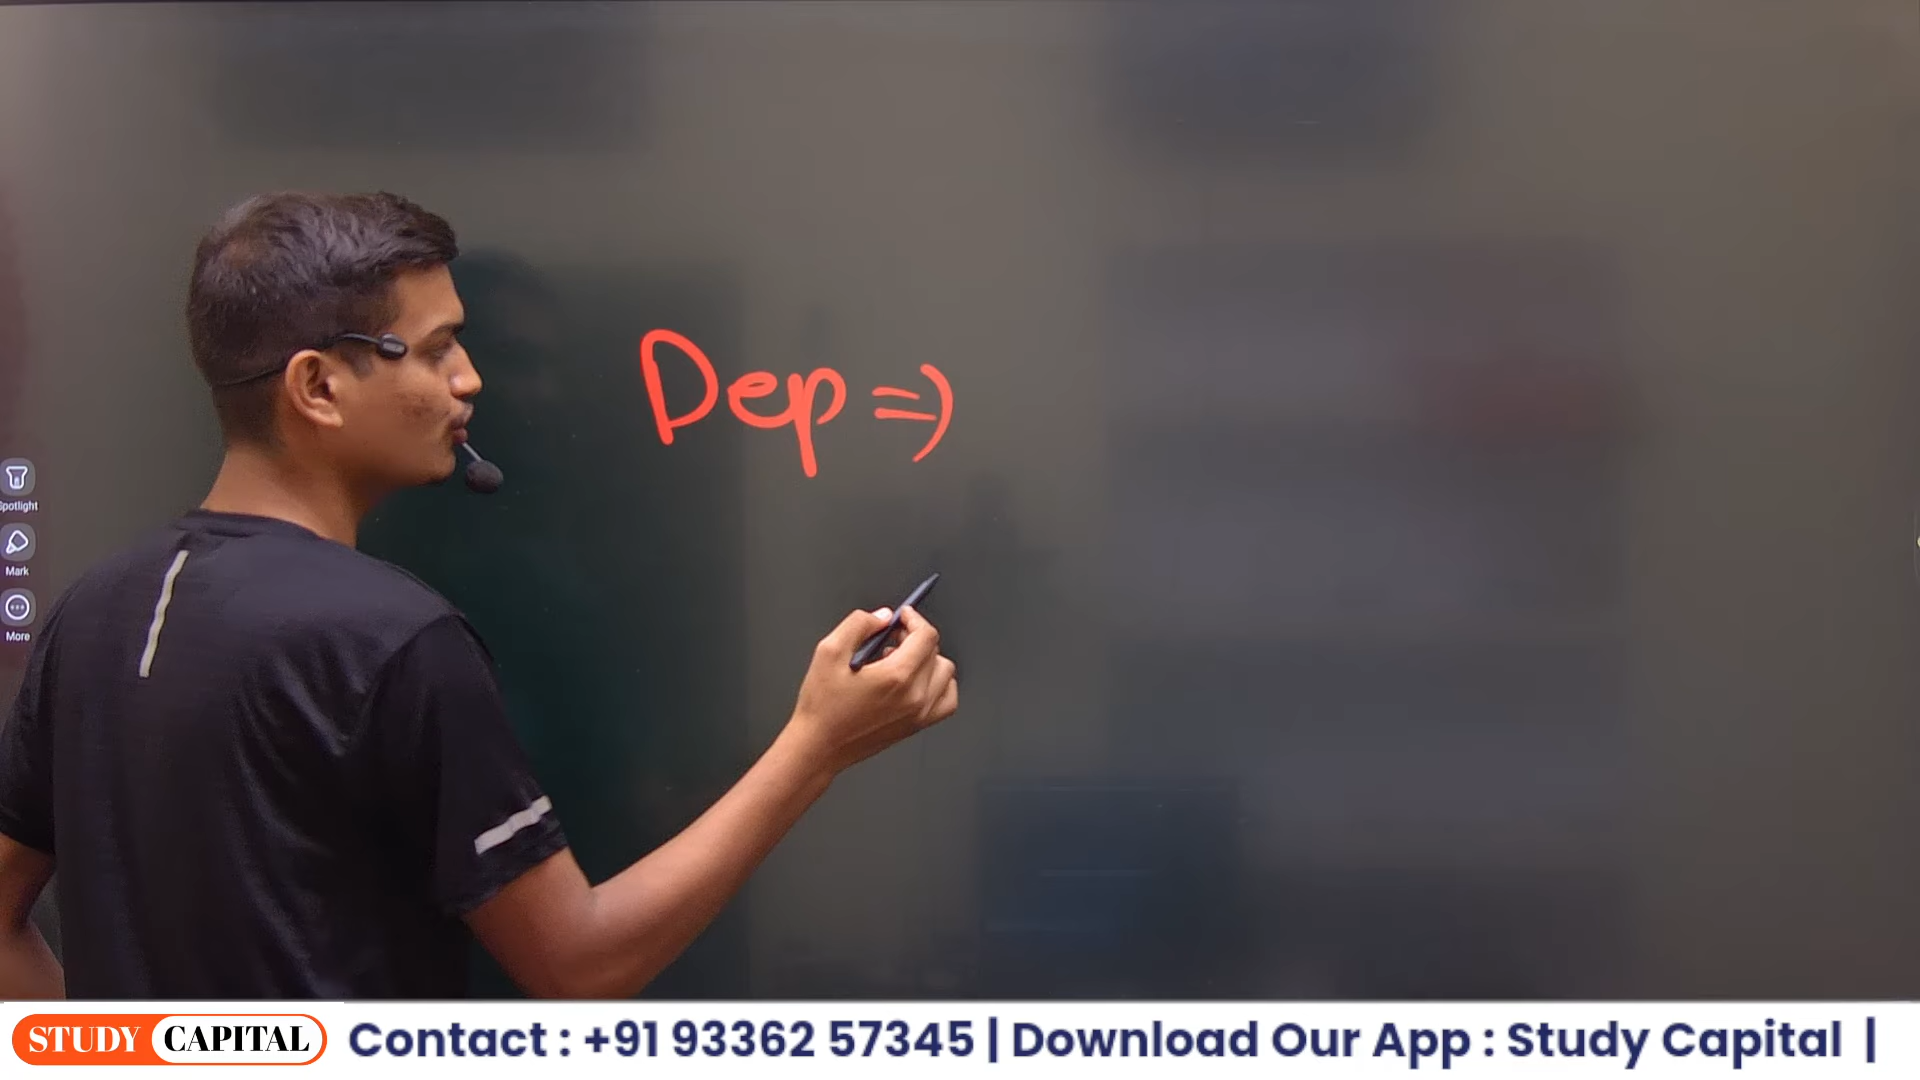 Dep =>
Spotlight
Mark
More
STUDY CAPITAL Contact : +91 93362 57345 | Download Our App : Study Capital |